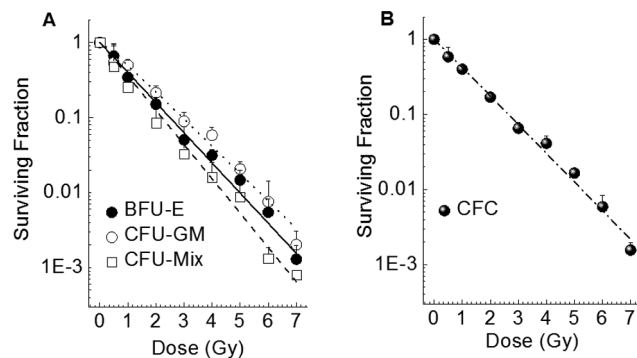 A
Surviving Fraction
1
0.1
0.01
1E-3
BFU-E
CFU-GM
CFU-Mix
0 1 2 3 4 5 6 7
Dose (Gy)
B
Surviving Fraction
1
0.1
0.01
1E-3
CFC
0 1 2 3 4 5 6 7
Dose (Gy)